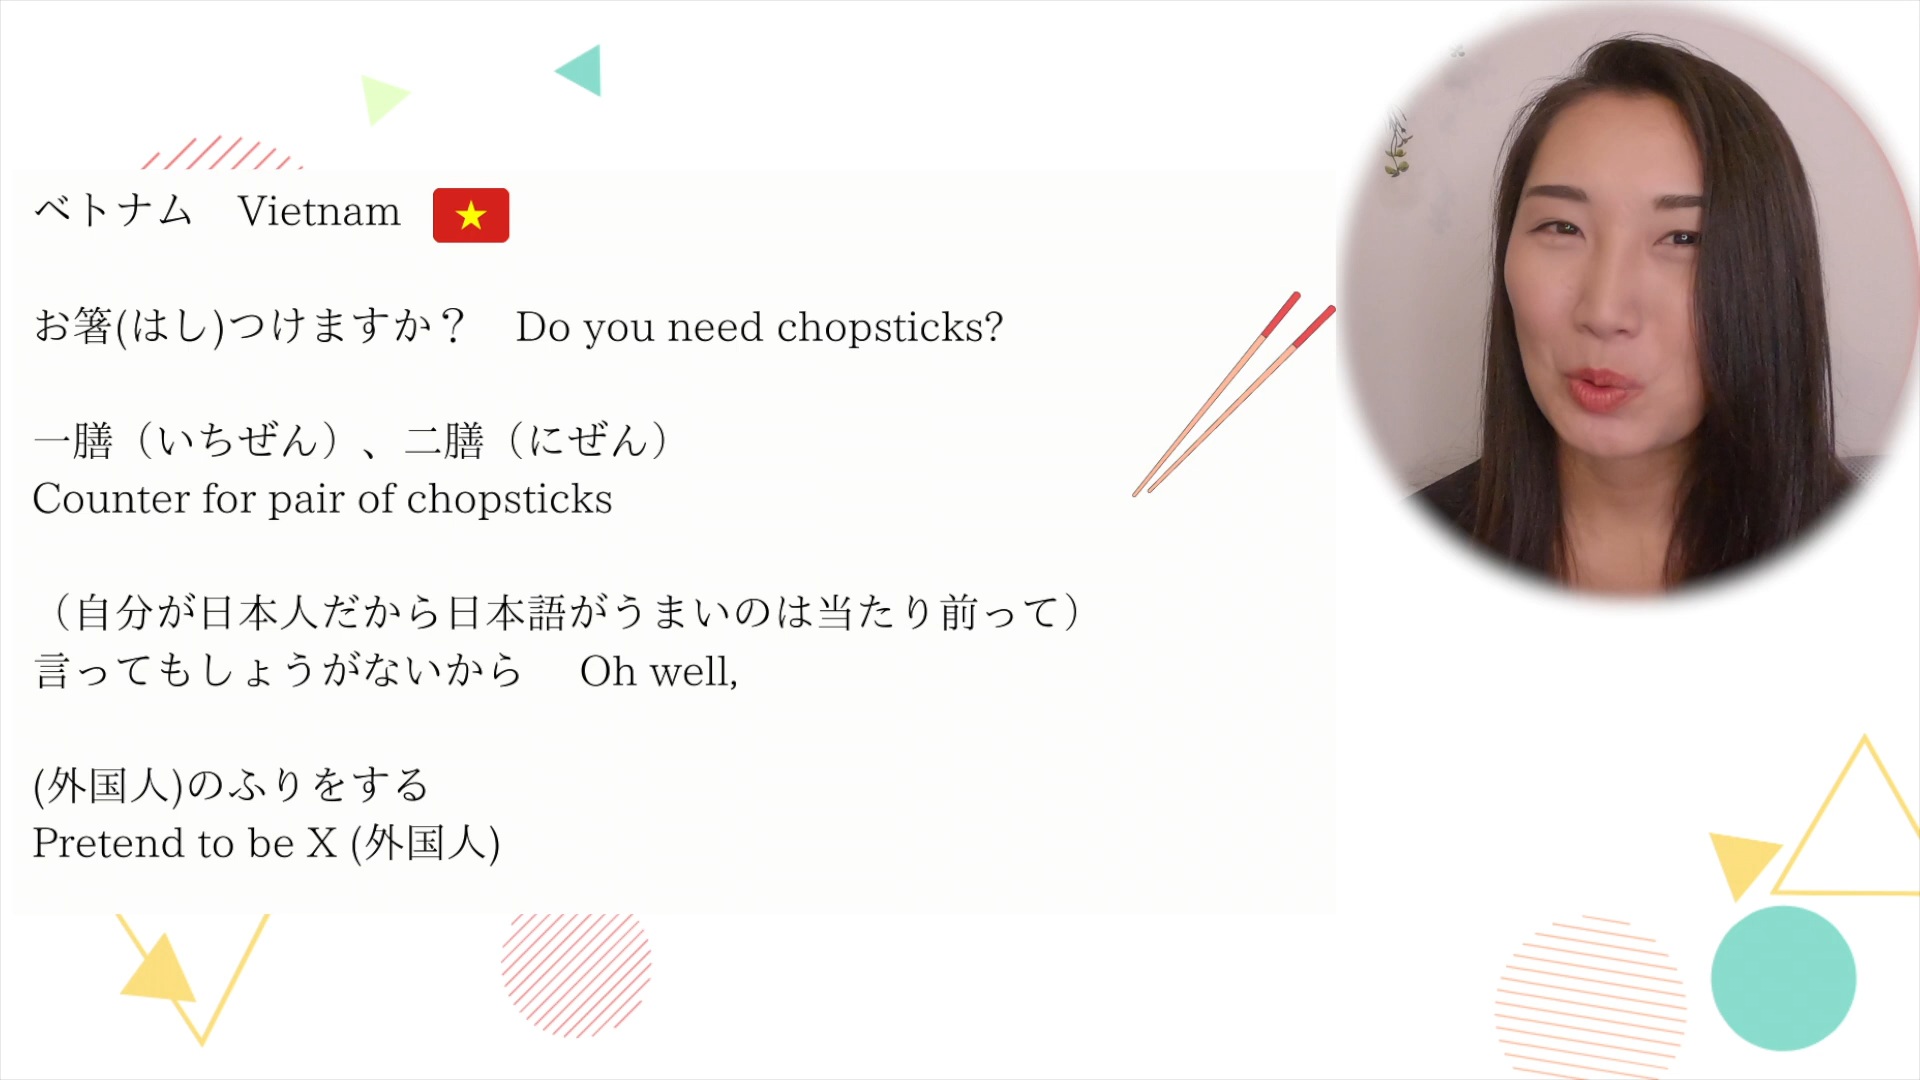 ベトナム　Vietnam
お箸(はし)つけますか？　Do you need chopsticks?
一膳（いちぜん）、二膳（にぜん）
Counter for pair of chopsticks
（自分が日本人だから日本語がうまいのは当たり前って）
言ってもしょうがないから　Oh well,
(外国人)のふりをする
Pretend to be X (外国人)